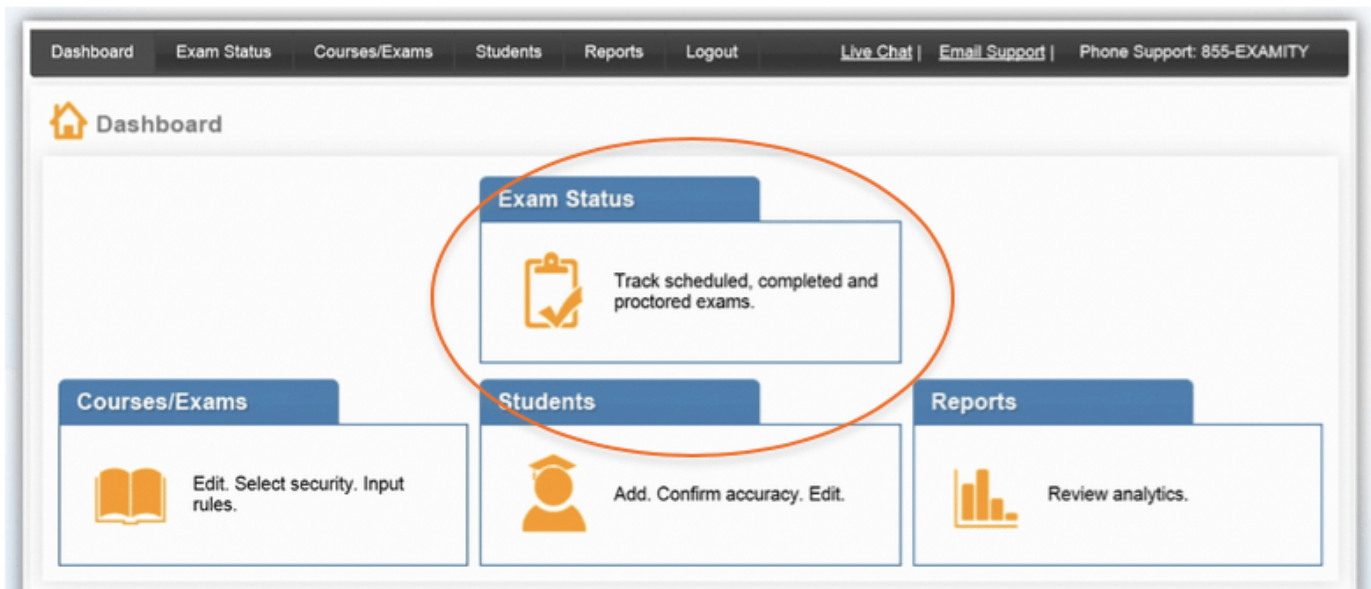 Dashboard Exam Status Courses/Exams Students Reports Logout Live Chat | Email Support | Phone Support: 855-EXAMITY
Dashboard
Exam Status
Track scheduled, completed and
proctored exams.
Courses/Exams
Edit. Select security. Input
rules.
Students
Add. Confirm accuracy. Edit.
Reports
Review analytics.